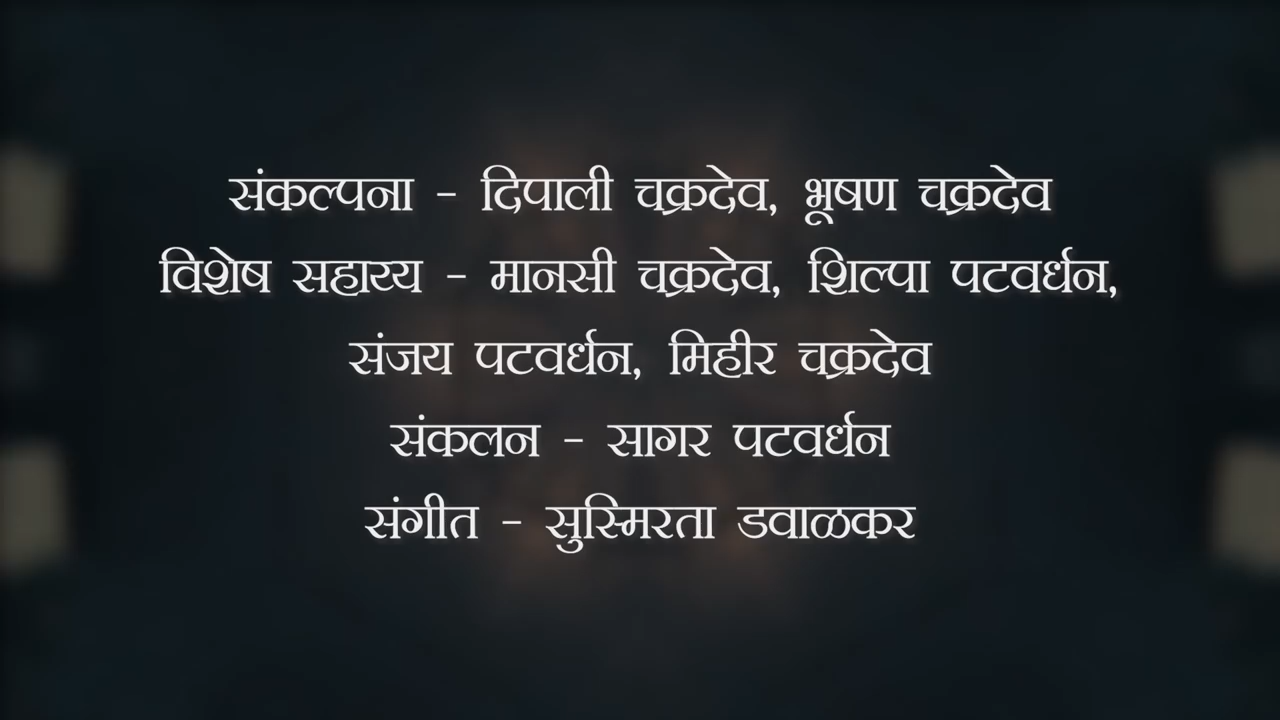 संकल्पना - दिपाली चक्रदेव, भूषण चक्रदेव
विशेष सहाय्य - मानसी चक्रदेव, शिल्पा पटवर्धन,
संजय पटवर्धन, मिहीर चक्रदेव
संकलन - सागर पटवर्धन
संगीत - सुस्मिरता डवाळकर